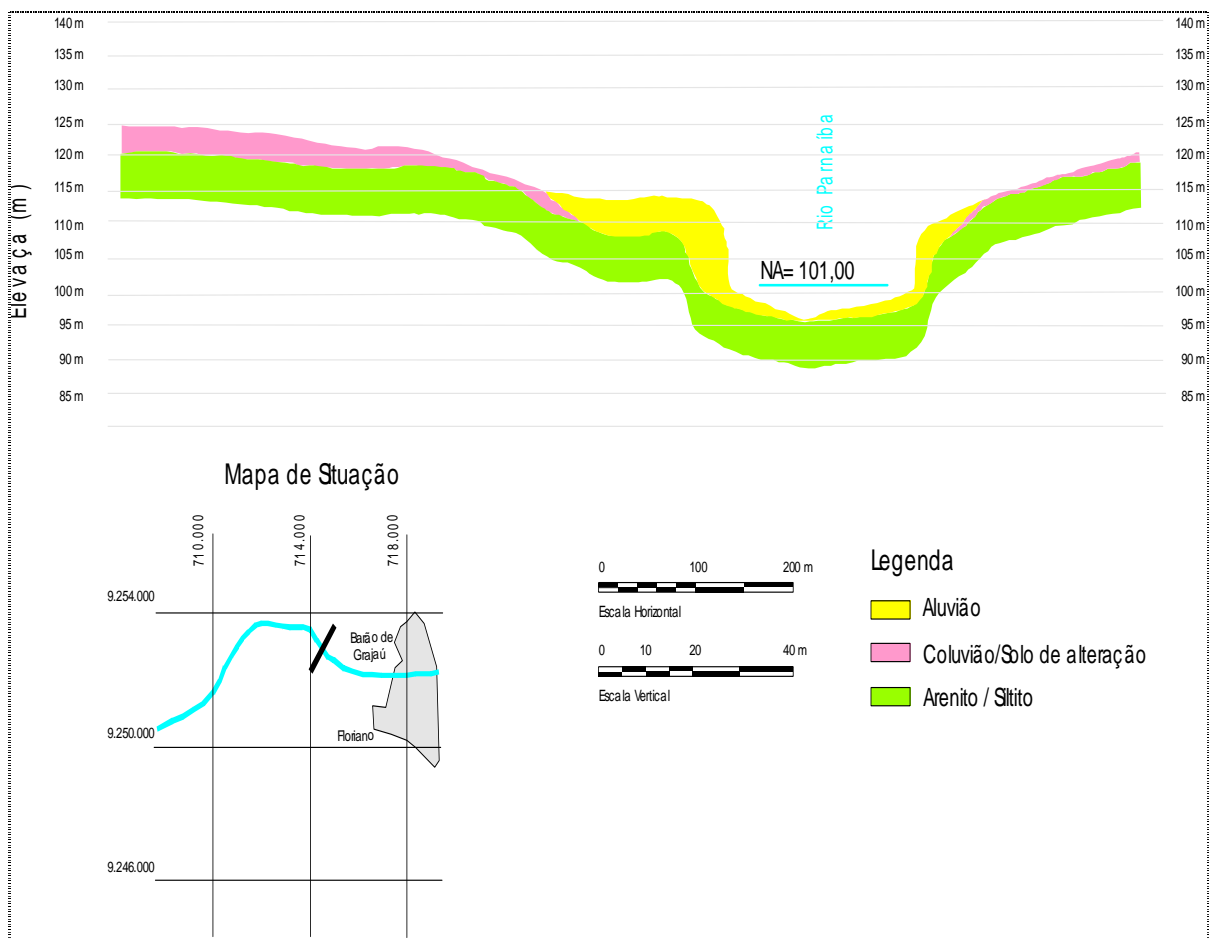 140 m 140 m
135 m 135 m
130 m 130 m
125 m 125 m
120 m 120 m
115 m 115 m
110 m 110 m
105 m 105 m
100 m 100 m
95 m 95 m
90 m 90 m
85 m 85 m
Elevaça (m)
Rio Parnaíba
NA= 101,00
Mapa de Situação
710.000
714.000
718.000
9.254.000
9.250.000
9.246.000
Barão de
Grajaú
Floriano
0 100 200 m
Escala Horizontal
0 10 20 40 m
Escala Vertical
Legenda
Aluvião
Coluvião/Solo de alteração
Arenito / Siltito